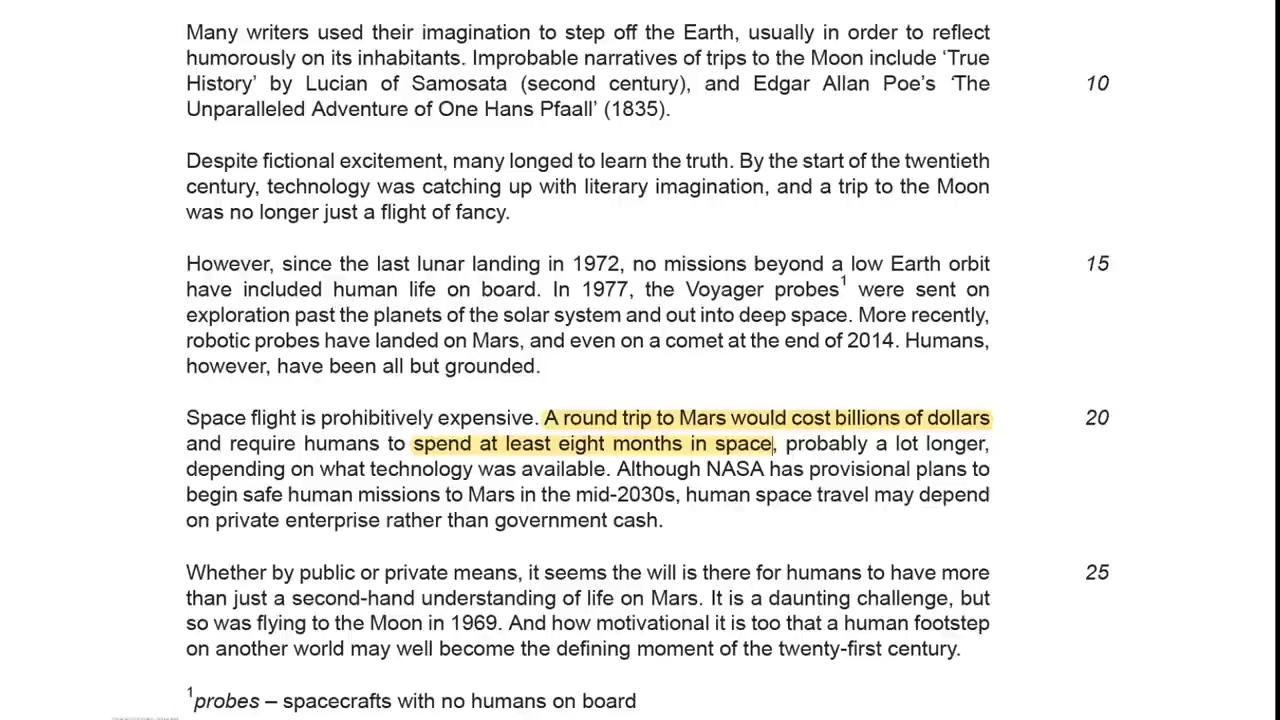 Many writers used their imagination to step off the Earth, usually in order to reflect
humorously on its inhabitants. Improbable narratives of trips to the Moon include ‘True
History’ by Lucian of Samosata (second century), and Edgar Allan Poe’s ‘The 10
Unparalleled Adventure of One Hans Pfaall’ (1835).
Despite fictional excitement, many longed to learn the truth. By the start of the twentieth
century, technology was catching up with literary imagination, and a trip to the Moon
was no longer just a flight of fancy.
However, since the last lunar landing in 1972, no missions beyond a low Earth orbit 15
have included human life on board. In 1977, the Voyager probes¹ were sent on
exploration past the planets of the solar system and out into deep space. More recently,
robotic probes have landed on Mars, and even on a comet at the end of 2014. Humans,
however, have been all but grounded.
Space flight is prohibitively expensive. A round trip to Mars would cost billions of dollars 20
and require humans to spend at least eight months in space, probably a lot longer,
depending on what technology was available. Although NASA has provisional plans to
begin safe human missions to Mars in the mid-2030s, human space travel may depend
on private enterprise rather than government cash.
Whether by public or private means, it seems the will is there for humans to have more 25
than just a second-hand understanding of life on Mars. It is a daunting challenge, but
so was flying to the Moon in 1969. And how motivational it is too that a human footstep
on another world may well become the defining moment of the twenty-first century.
¹probes – spacecrafts with no humans on board